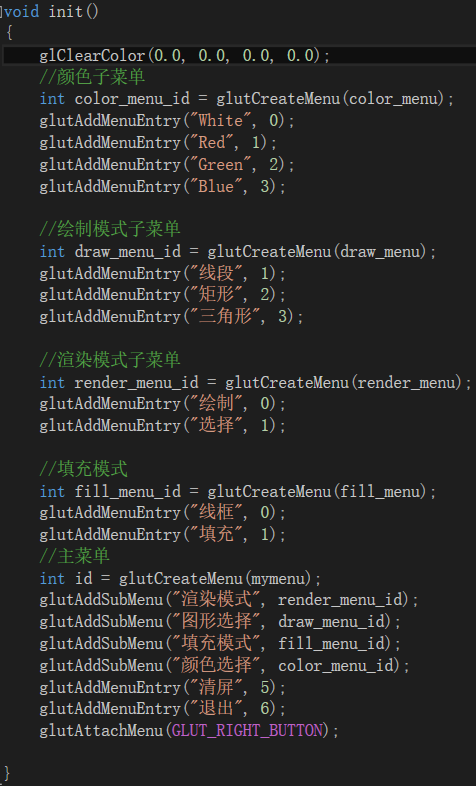 void init()
{
glClearColor(0.0, 0.0, 0.0, 0.0);
//颜色子菜单
int color_menu_id = glutCreateMenu(color_menu);
glutAddMenuEntry("White", 0);
glutAddMenuEntry("Red", 1);
glutAddMenuEntry("Green", 2);
glutAddMenuEntry("Blue", 3);
//绘制模式子菜单
int draw_menu_id = glutCreateMenu(draw_menu);
glutAddMenuEntry("线段", 1);
glutAddMenuEntry("矩形", 2);
glutAddMenuEntry("三角形", 3);
//渲染模式子菜单
int render_menu_id = glutCreateMenu(render_menu);
glutAddMenuEntry("绘制", 0);
glutAddMenuEntry("选择", 1);
//填充模式
int fill_menu_id = glutCreateMenu(fill_menu);
glutAddMenuEntry("线框", 0);
glutAddMenuEntry("填充", 1);
//主菜单
int id = glutCreateMenu(mymenu);
glutAddSubMenu("渲染模式", render_menu_id);
glutAddSubMenu("图形选择", draw_menu_id);
glutAddSubMenu("填充模式", fill_menu_id);
glutAddSubMenu("颜色选择", color_menu_id);
glutAddMenuEntry("清屏", 5);
glutAddMenuEntry("退出", 6);
glutAttachMenu(GLUT_RIGHT_BUTTON);
}